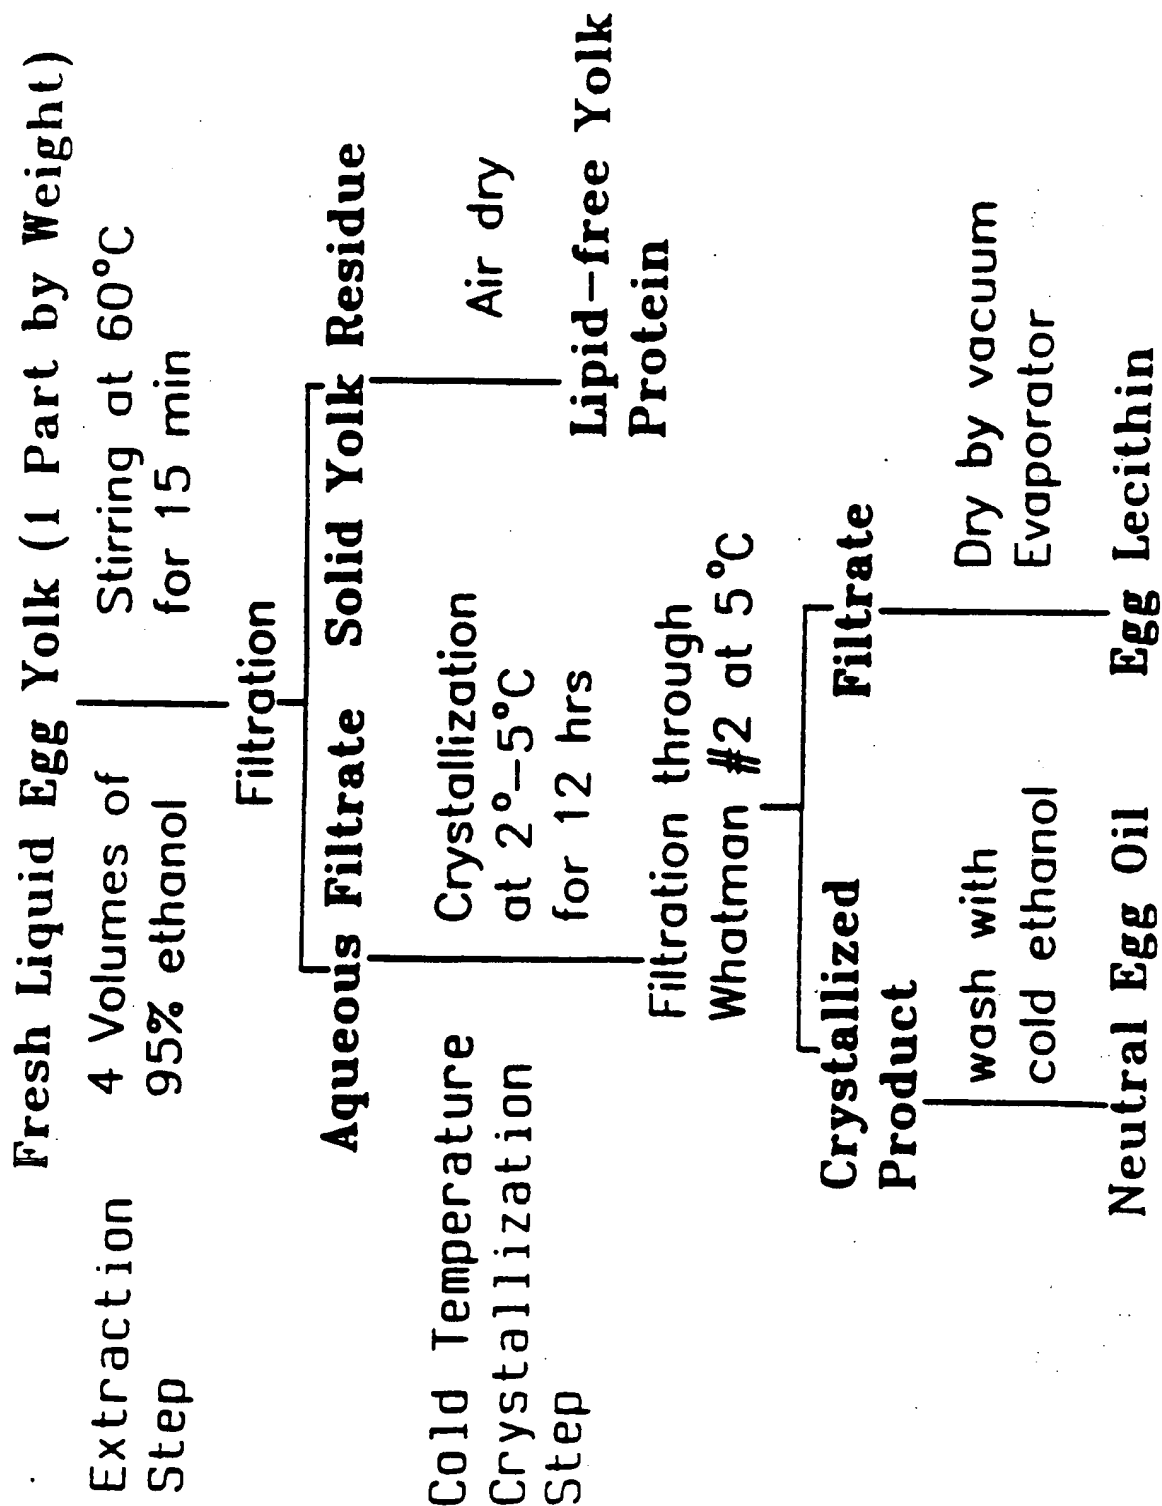 Fresh Liquid Egg Yolk (1 Part by Weight)
Extraction
Step
4 Volumes of
95% ethanol
Stirring at 60°C
for 15 min
Filtration
Aqueous Filtrate
Solid Yolk Residue
Cold Temperature
Crystallization
Step
Crystallization
at 2°–5°C
for 12 hrs
Air dry
Lipid–free Yolk
Protein
Filtration through
Whatman #2 at 5°C
Crystallized
Product
Filtrate
wash with
cold ethanol
Dry by vacuum
Evaporator
Neutral Egg Oil
Egg Lecithin